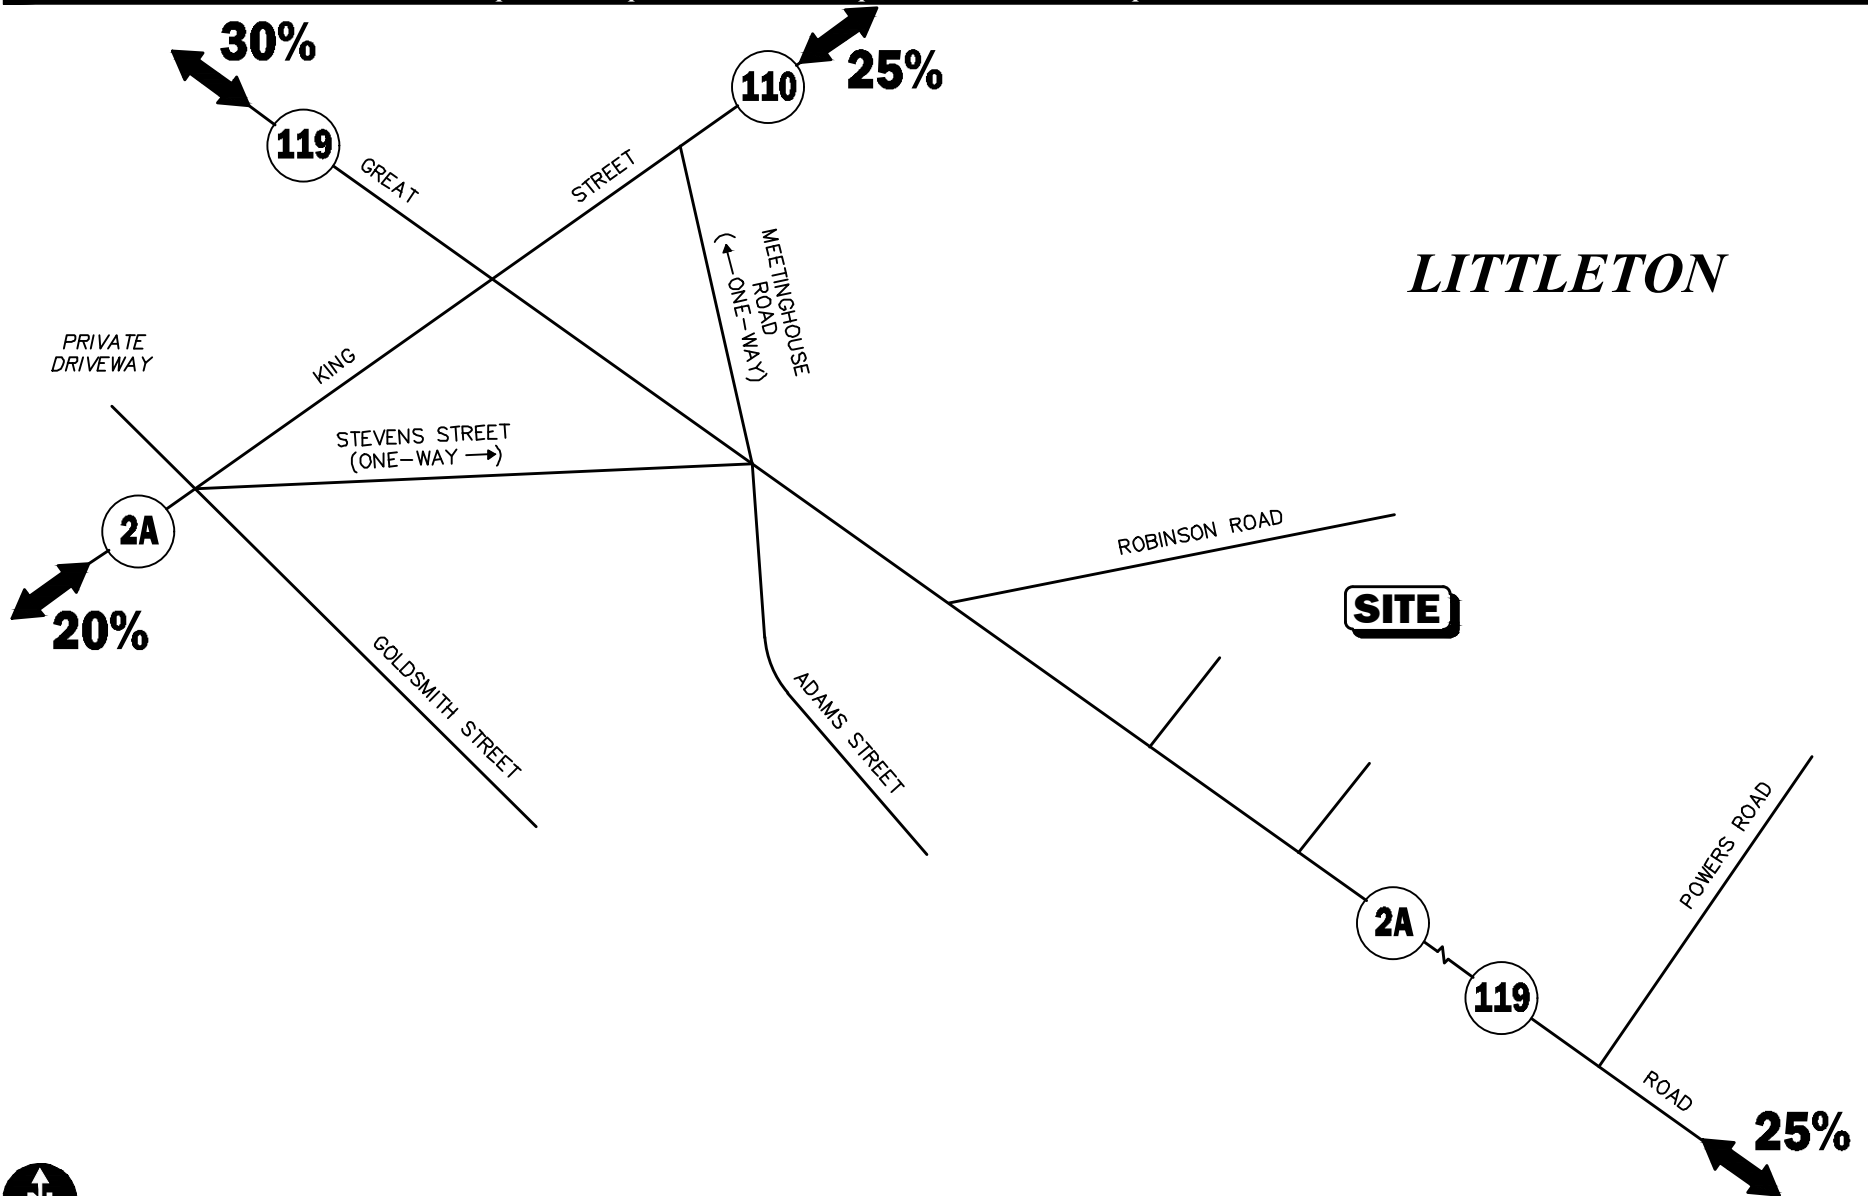 30%
25%
110
119
GREAT
STREET
MEETINGHOUSE
ROAD
(←ONE-WAY)
LITTLETON
PRIVATE
DRIVEWAY
KING
STEVENS STREET
(ONE-WAY →)
2A
20%
ROBINSON ROAD
SITE
GOLDSMITH STREET
ADAMS STREET
POWERS ROAD
2A
119
ROAD
25%